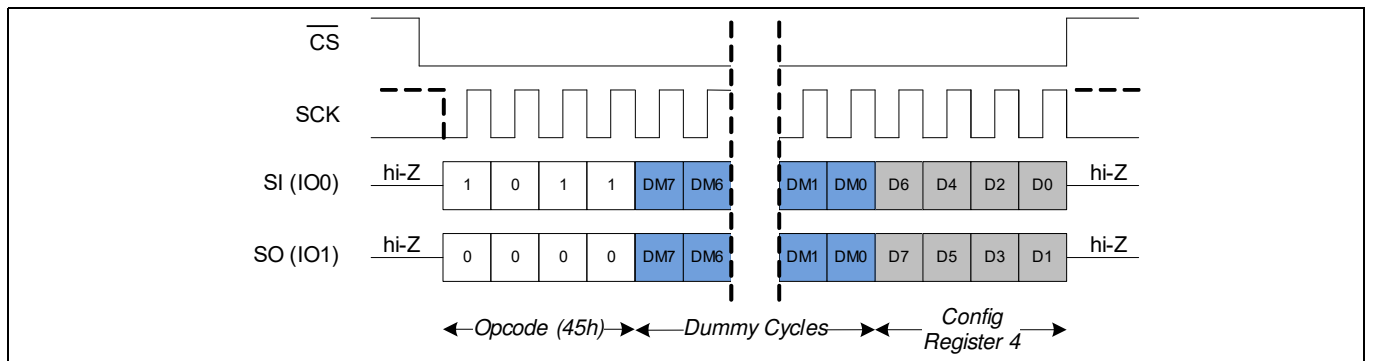 CS
SCK
SI (IO0) hi-Z 1 0 1 1 DM7 DM6 DM1 DM0 D6 D4 D2 D0 hi-Z
SO (IO1) hi-Z 0 0 0 0 DM7 DM6 DM1 DM0 D7 D5 D3 D1 hi-Z
Opcode (45h) Dummy Cycles Config
Register 4